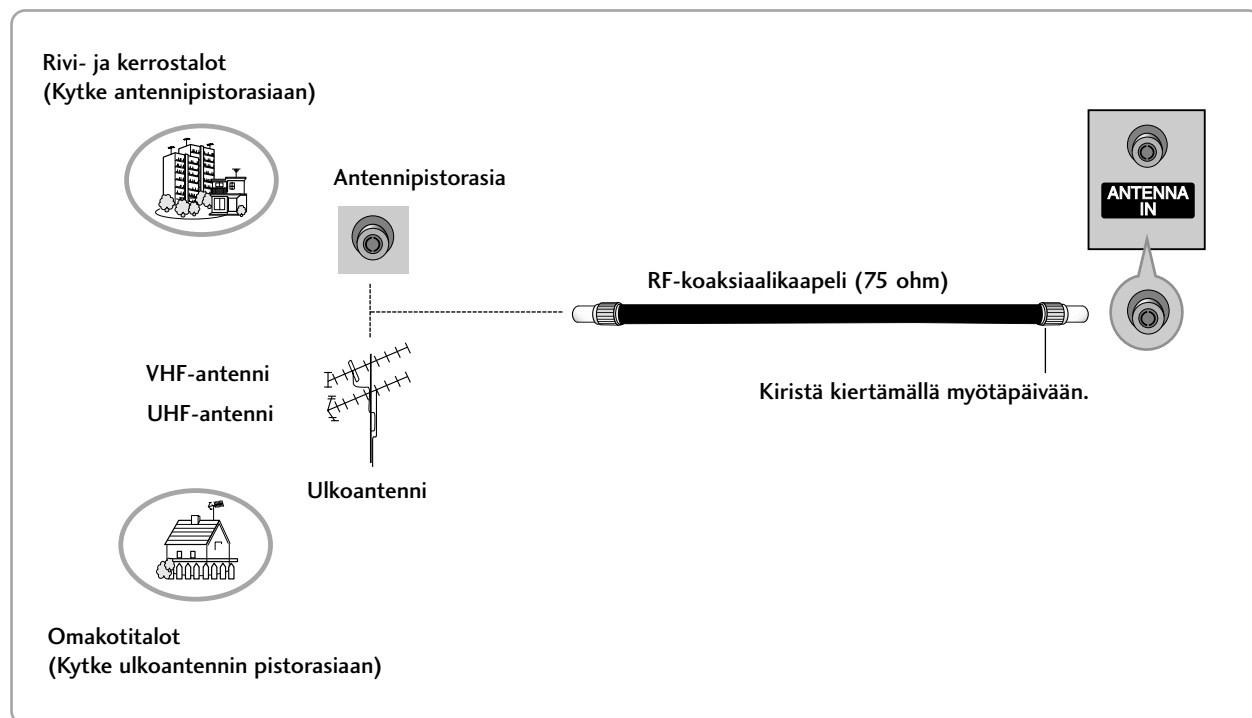 Rivi- ja kerrostalot
(Kytke antennipistorasiaan)
Antennipistorasia
ANTENNA
IN
RF-koaksiaalikaapeli (75 ohm)
VHF-antenni
UHF-antenni
Kiristä kiertämällä myötäpäivään.
Ulkoantenni
Omakotitalot
(Kytke ulkoantennin pistorasiaan)